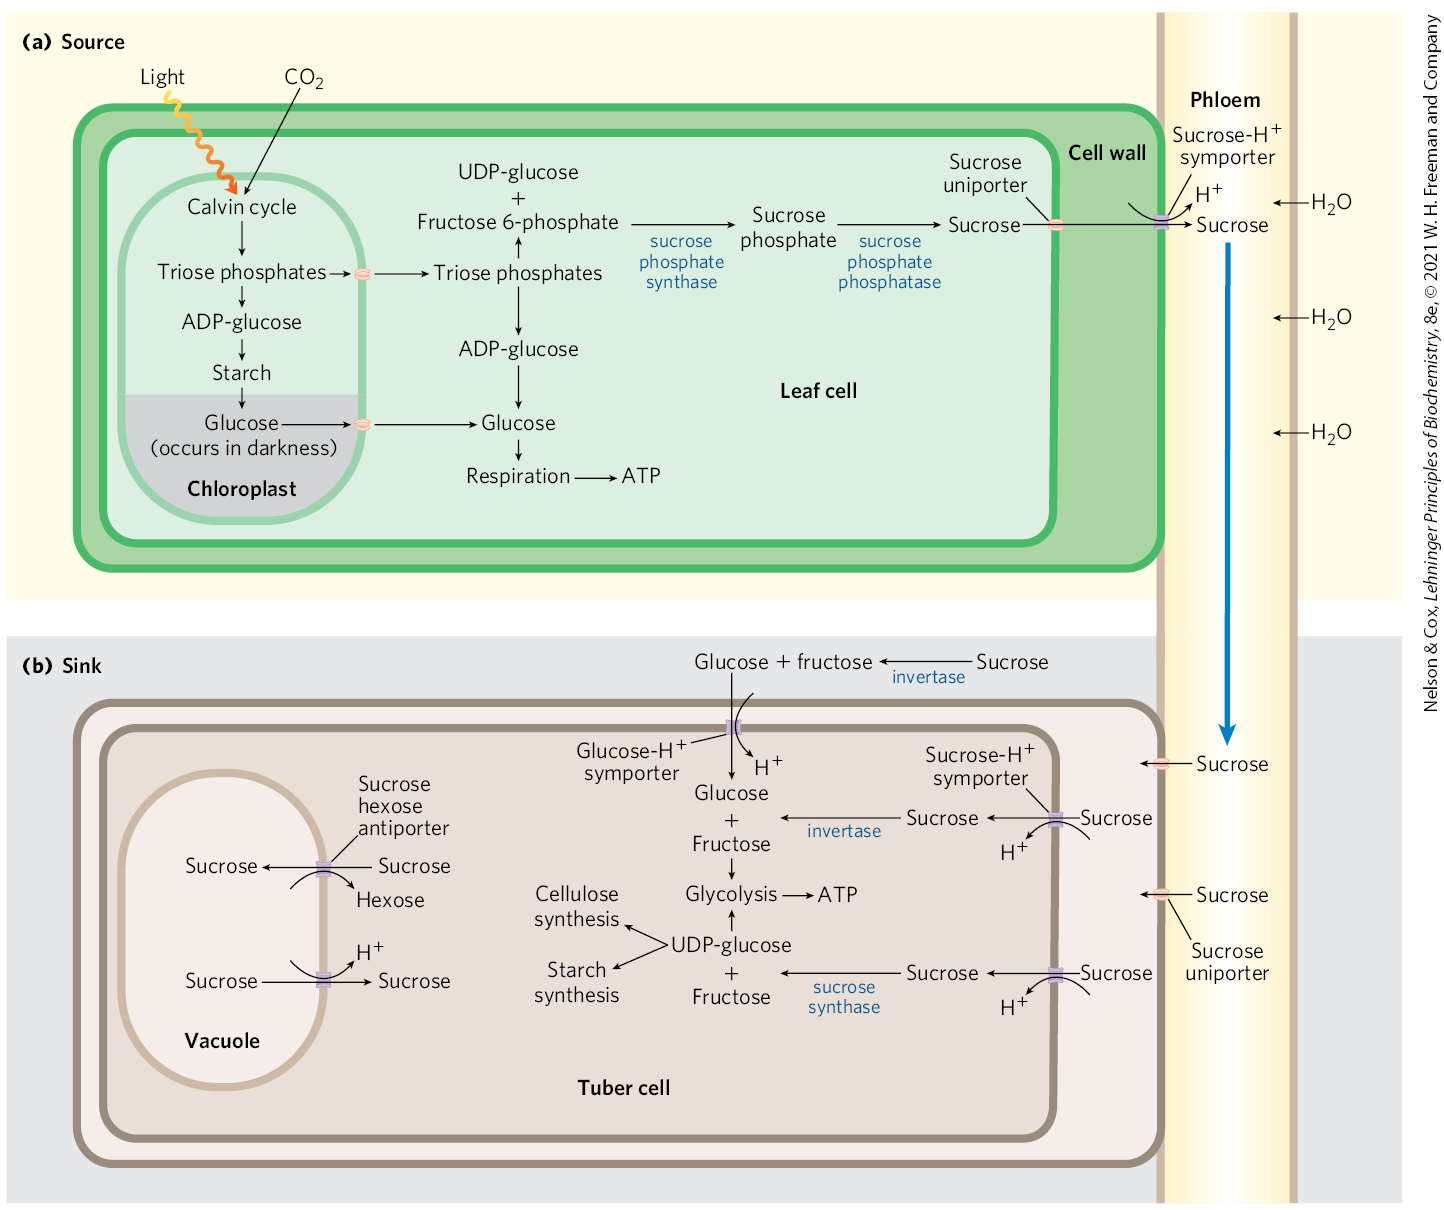 (a) Source
Light
CO₂
Calvin cycle
Triose phosphates
ADP-glucose
Starch
Glucose
(occurs in darkness)
Chloroplast
UDP-glucose
+
Fructose 6-phosphate
Triose phosphates
ADP-glucose
Glucose
Respiration
ATP
sucrose
phosphate
synthase
Sucrose
phosphate
sucrose
phosphate
phosphatase
Leaf cell
Sucrose
uniporter
Sucrose
Cell wall
Phloem
Sucrose-H⁺
symporter
H⁺
Sucrose
H₂O
H₂O
H₂O
(b) Sink
Glucose + fructose
invertase
Sucrose
Glucose-H⁺
symporter
H⁺
Glucose
+
Fructose
invertase
Sucrose
Sucrose-H⁺
symporter
Sucrose
H⁺
Sucrose
Sucrose
hexose
antiporter
Sucrose
Sucrose
Hexose
H⁺
Sucrose
Sucrose
Vacuole
Glycolysis
ATP
Cellulose
synthesis
Starch
synthesis
UDP-glucose
+
Fructose
sucrose
synthase
Sucrose
Sucrose
H⁺
Sucrose
Sucrose
uniporter
Tuber cell
Nelson & Cox, Lehninger Principles of Biochemistry, 8e, © 2021 W. H. Freeman and Company